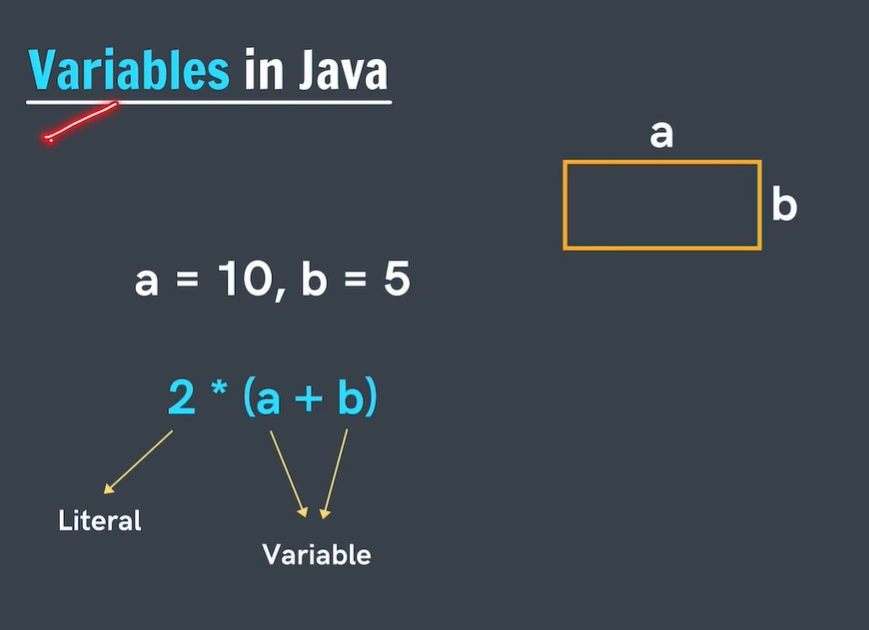 Variables in Java
a
b
a = 10, b = 5
2 * (a + b)
Literal
Variable